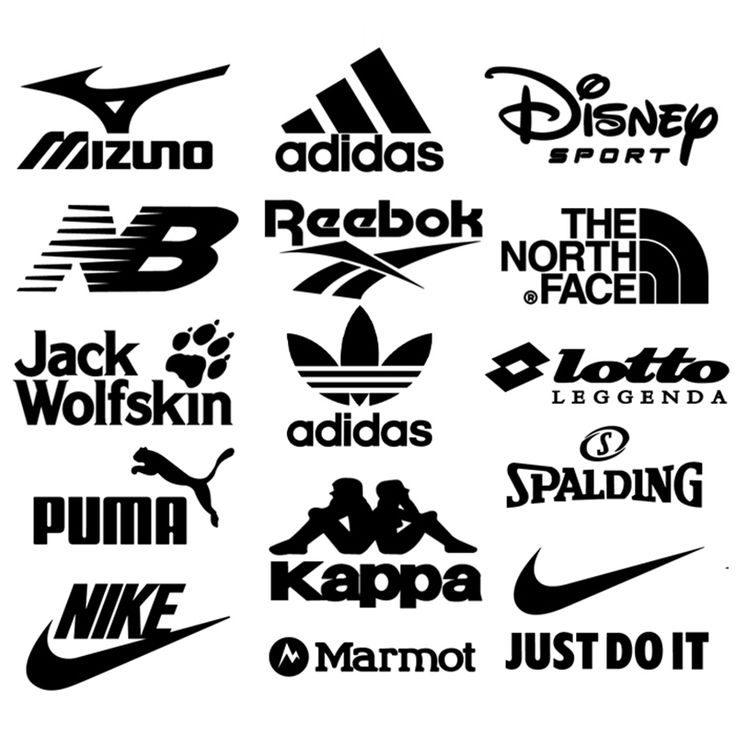 MIZUNO
adidas
DISNEY
SPORT
NB
Reebok
THE
NORTH
FACE
®
Jack
Wolfskin
adidas
lotto
LEGGENDA
S
SPALDING
PUMA
Kappa
NIKE
M
Marmot
JUST DO IT